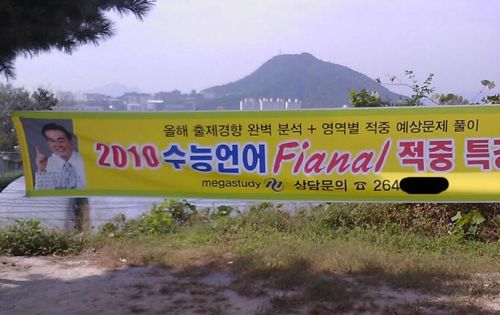 올해 출제경향 완벽 분석 + 영역별 적중 예상문제 풀이
2010 수능언어 Fianal 적중 특
megastudy 상담문의 ☎ 264